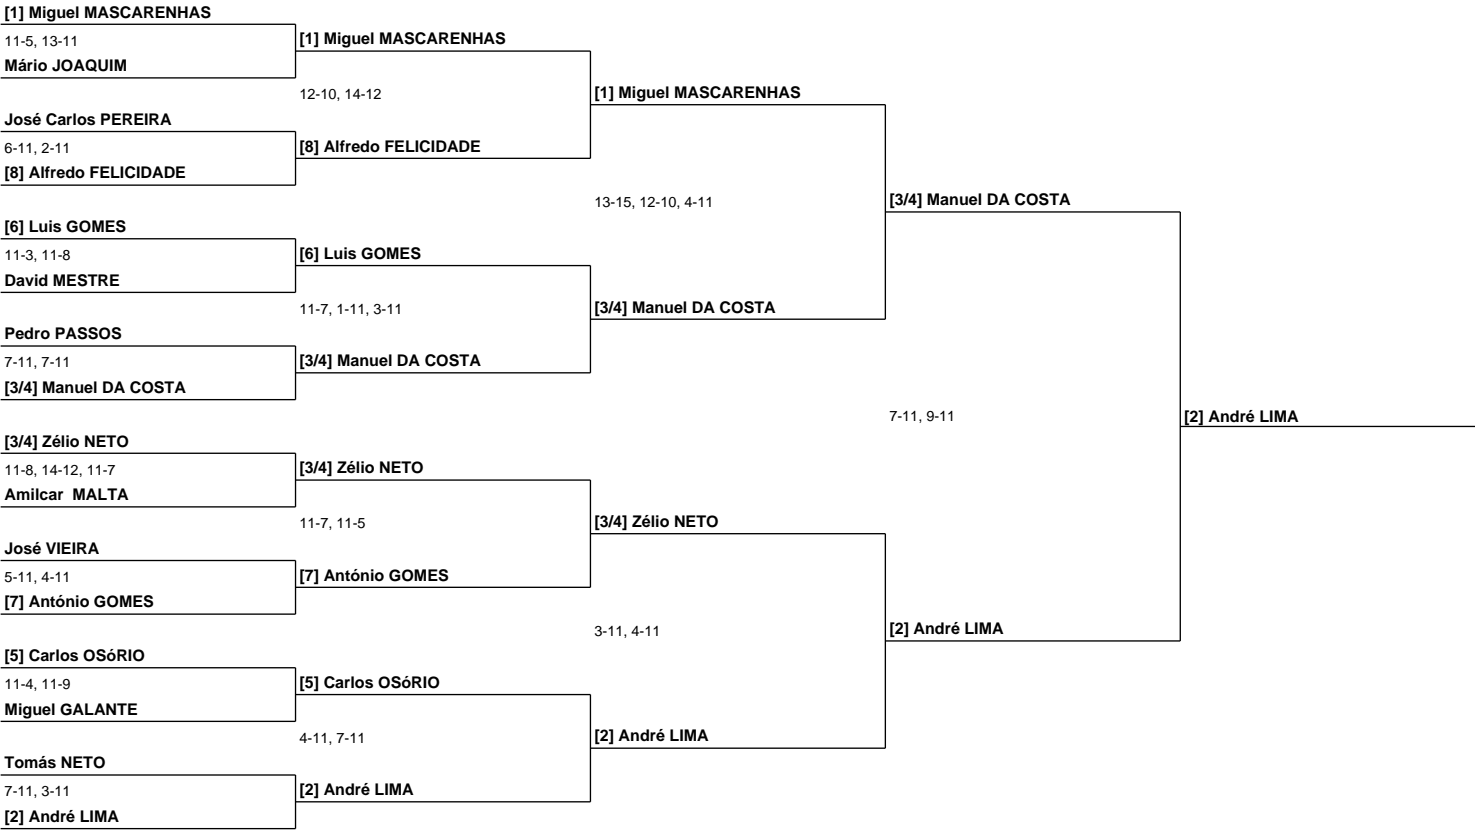 [1] Miguel MASCARENHAS
11-5, 13-11
Mário JOAQUIM
José Carlos PEREIRA
6-11, 2-11
[8] Alfredo FELICIDADE
[6] Luis GOMES
11-3, 11-8
David MESTRE
Pedro PASSOS
7-11, 7-11
[3/4] Manuel DA COSTA
[3/4] Zélio NETO
11-8, 14-12, 11-7
Amilcar  MALTA
José VIEIRA
5-11, 4-11
[7] António GOMES
[5] Carlos OSóRIO
11-4, 11-9
Miguel GALANTE
Tomás NETO
7-11, 3-11
[2] André LIMA
[1] Miguel MASCARENHAS
12-10, 14-12
[8] Alfredo FELICIDADE
[6] Luis GOMES
11-7, 1-11, 3-11
[3/4] Manuel DA COSTA
[3/4] Zélio NETO
11-7, 11-5
[7] António GOMES
[5] Carlos OSóRIO
4-11, 7-11
[2] André LIMA
[1] Miguel MASCARENHAS
13-15, 12-10, 4-11
[3/4] Manuel DA COSTA
[3/4] Zélio NETO
3-11, 4-11
[2] André LIMA
[3/4] Manuel DA COSTA
7-11, 9-11
[2] André LIMA
[2] André LIMA